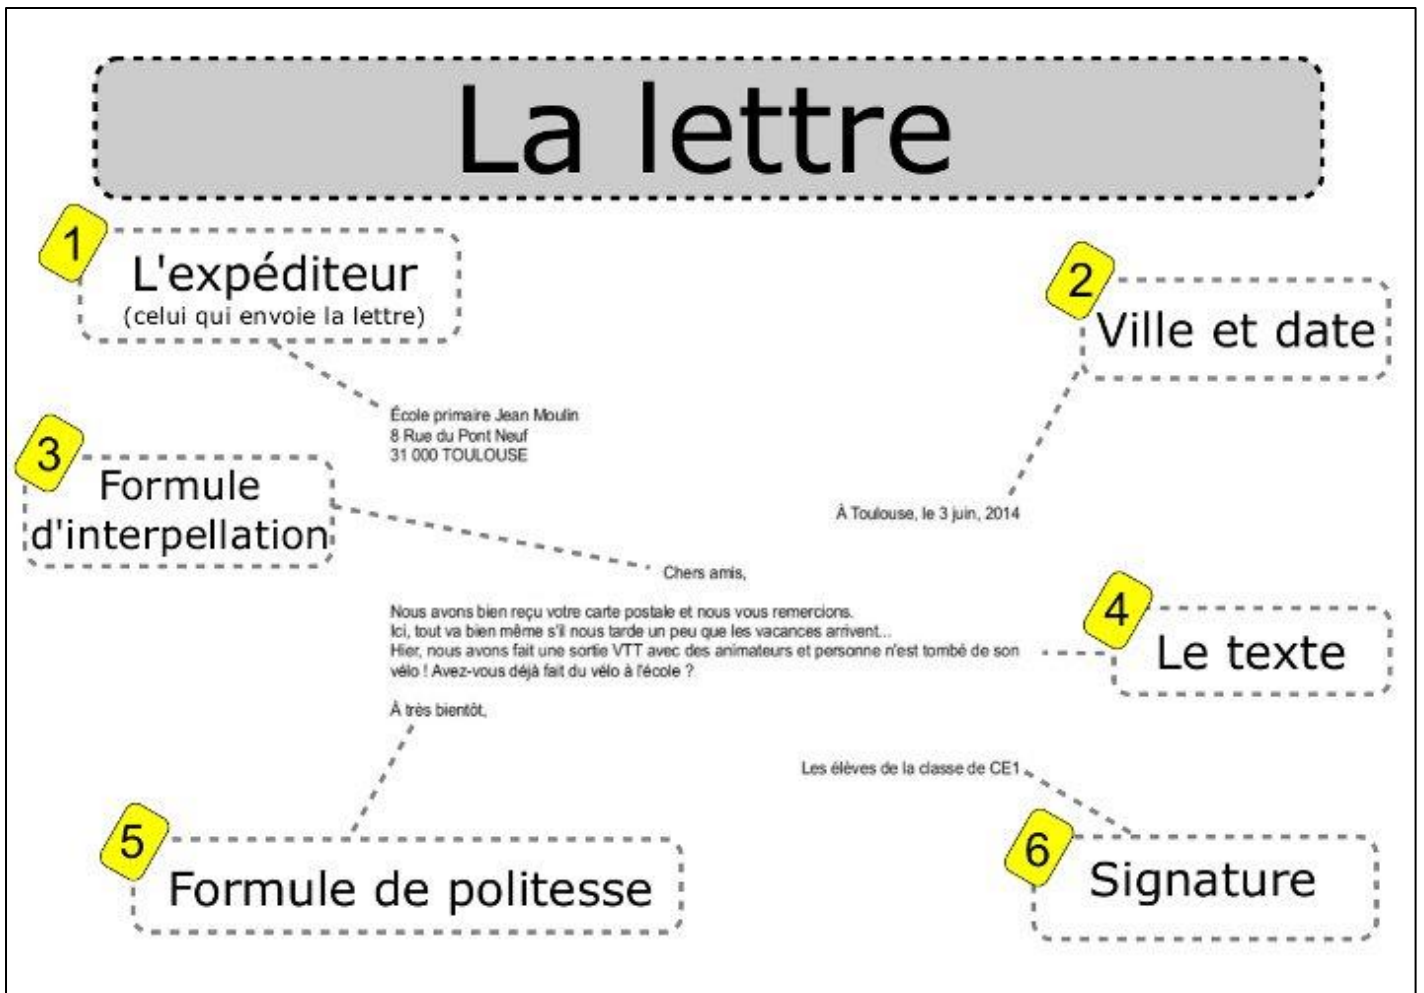 La lettre
1
L'expéditeur
(celui qui envoie la lettre)
2
Ville et date
École primaire Jean Moulin
8 Rue du Pont Neuf
31 000 TOULOUSE
3
Formule
d'interpellation
À Toulouse, le 3 juin, 2014
Chers amis,
Nous avons bien reçu votre carte postale et nous vous remercions.
Ici, tout va bien même s'il nous tarde un peu que les vacances arrivent...
Hier, nous avons fait une sortie VTT avec des animateurs et personne n'est tombé de son
vélo ! Avez-vous déjà fait du vélo à l'école ?
4
Le texte
À très bientôt,
Les élèves de la classe de CE1
5
Formule de politesse
6
Signature